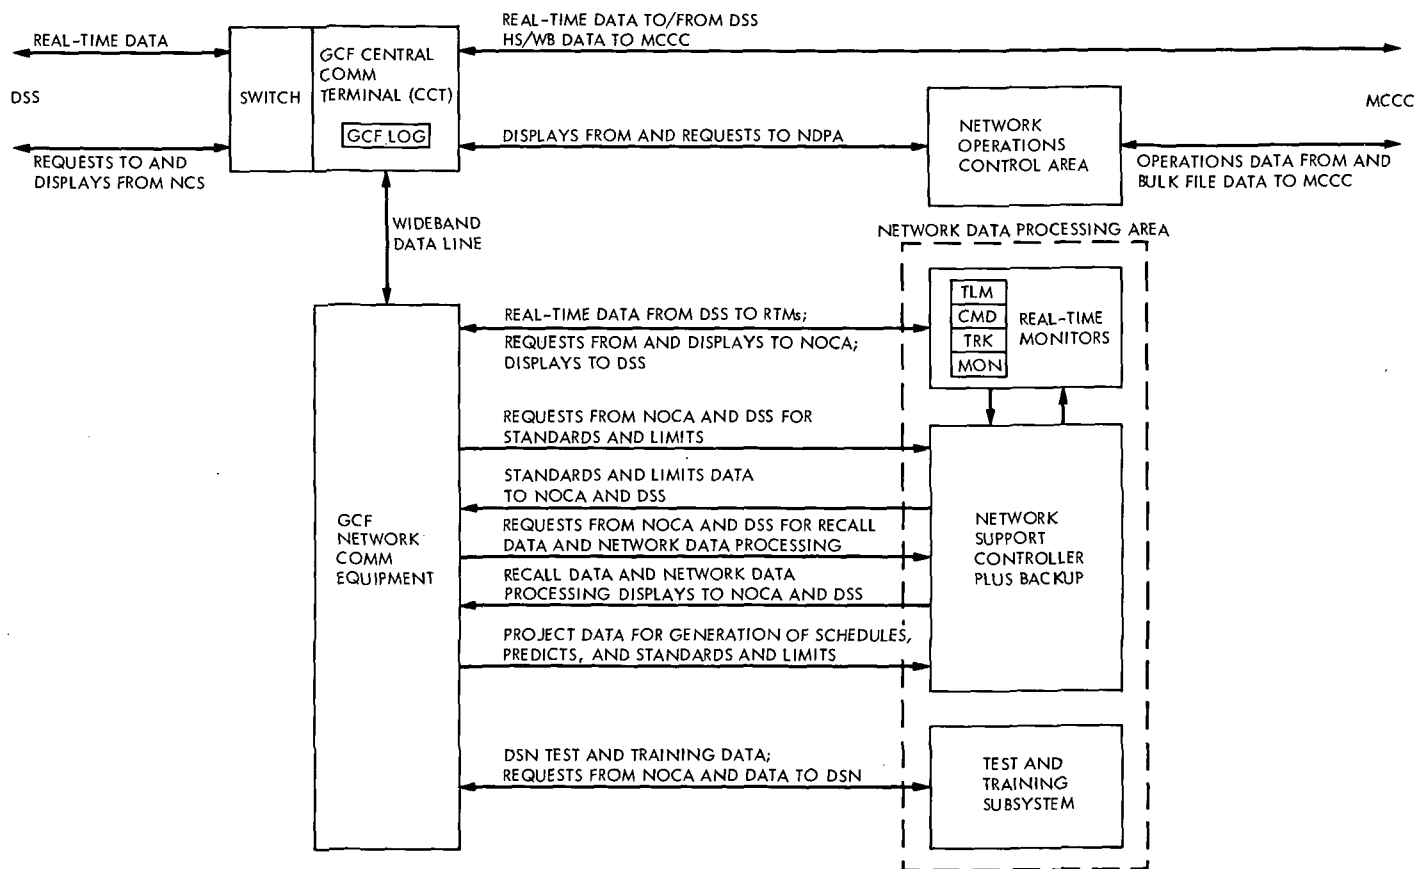 REAL-TIME DATA
DSS
REQUESTS TO AND
DISPLAYS FROM NCS
SWITCH
GCF CENTRAL
COMM
TERMINAL (CCT)
GCF LOG
REAL-TIME DATA TO/FROM DSS
HS/WB DATA TO MCCC
DISPLAYS FROM AND REQUESTS TO NDPA
NETWORK
OPERATIONS
CONTROL AREA
MCCC
OPERATIONS DATA FROM AND
BULK FILE DATA TO MCCC
WIDEBAND
DATA LINE
NETWORK DATA PROCESSING AREA
GCF
NETWORK
COMM
EQUIPMENT
REAL-TIME DATA FROM DSS TO RTMs;
REQUESTS FROM AND DISPLAYS TO NOCA;
DISPLAYS TO DSS
TLM
CMD
TRK
MON
REAL-TIME
MONITORS
REQUESTS FROM NOCA AND DSS FOR
STANDARDS AND LIMITS
STANDARDS AND LIMITS DATA
TO NOCA AND DSS
REQUESTS FROM NOCA AND DSS FOR RECALL
DATA AND NETWORK DATA PROCESSING
RECALL DATA AND NETWORK DATA
PROCESSING DISPLAYS TO NOCA AND DSS
PROJECT DATA FOR GENERATION OF SCHEDULES,
PREDICTS, AND STANDARDS AND LIMITS
NETWORK
SUPPORT
CONTROLLER
PLUS BACKUP
DSN TEST AND TRAINING DATA;
REQUESTS FROM NOCA AND DATA TO DSN
TEST AND
TRAINING
SUBSYSTEM